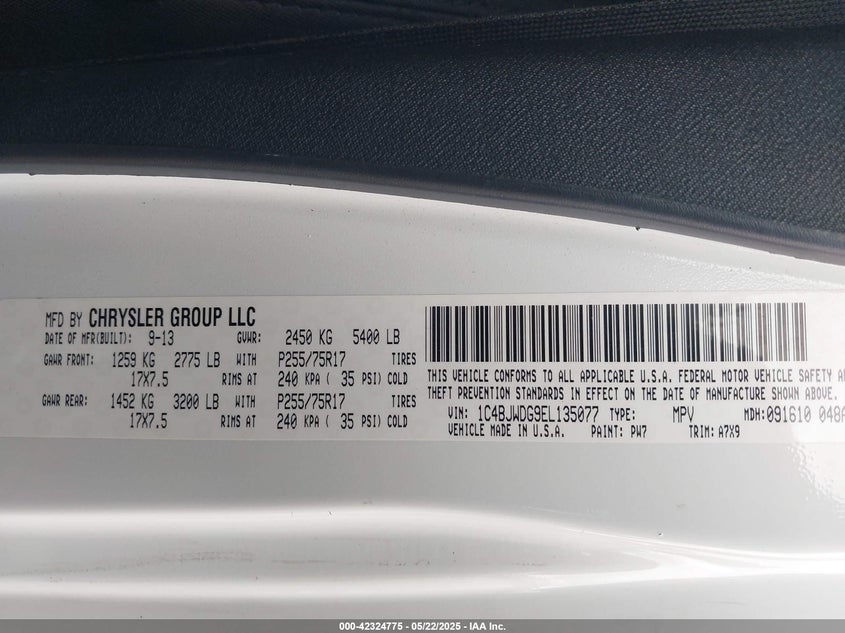 MFD BY CHRYSLER GROUP LLC
DATE OF MFR(BUILT): 9-13 GVWR: 2450 KG 5400 LB
GAWR FRONT: 1259 KG 2775 LB WITH P255/75R17 TIRES
17X7.5 RIMS AT 240 KPA ( 35 PSI) COLD
GAWR REAR: 1452 KG 3200 LB WITH P255/75R17 TIRES
17X7.5 RIMS AT 240 KPA ( 35 PSI) COLD
THIS VEHICLE CONFORMS TO ALL APPLICABLE U.S.A. FEDERAL MOTOR VEHICLE SAFETY
THEFT PREVENTION STANDARDS IN EFFECT ON THE DATE OF MANUFACTURE SHOWN ABOVE.
VIN: 1C4BJWDG9EL135077 TYPE: MPV MDH: 091610 048
VEHICLE MADE IN U.S.A. PAINT: PW7 TRIM: A7X9
000-42324775 - 05/22/2025 - IAA Inc.